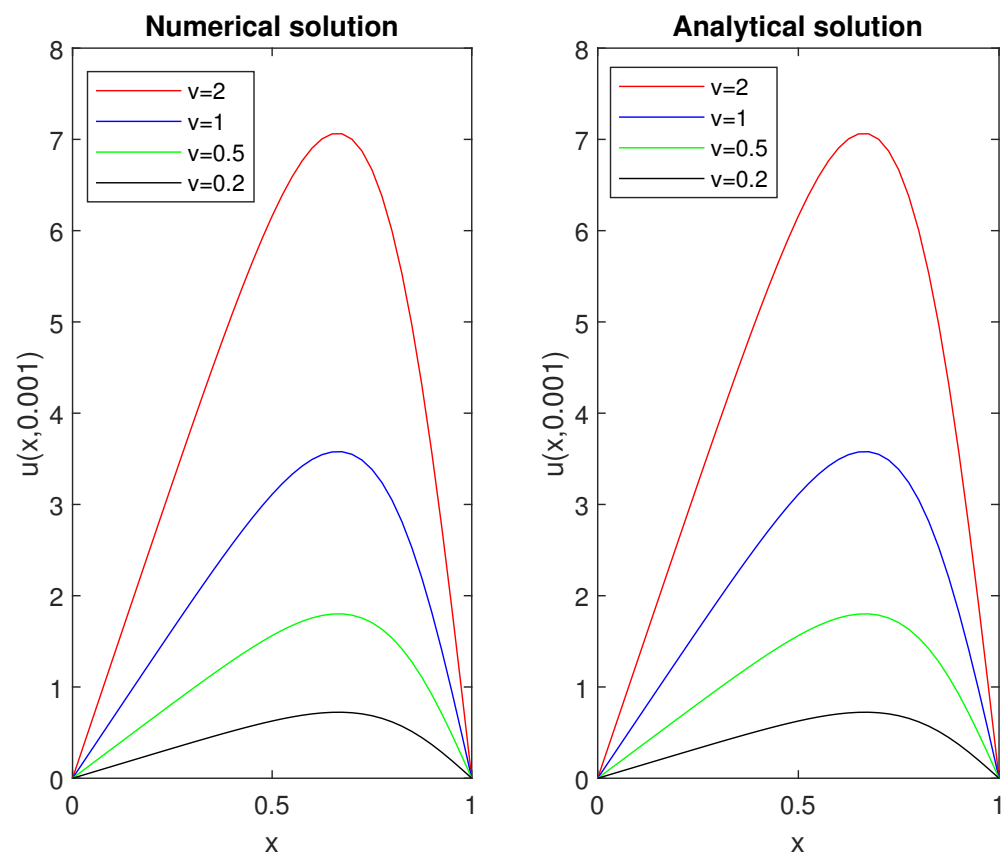 Numerical solution
8
7
6
5
4
3
2
1
0
v=2
v=1
v=0.5
v=0.2
u(x,0.001)
0
0.5
1
x
Analytical solution
8
7
6
5
4
3
2
1
0
v=2
v=1
v=0.5
v=0.2
u(x,0.001)
0
0.5
1
x